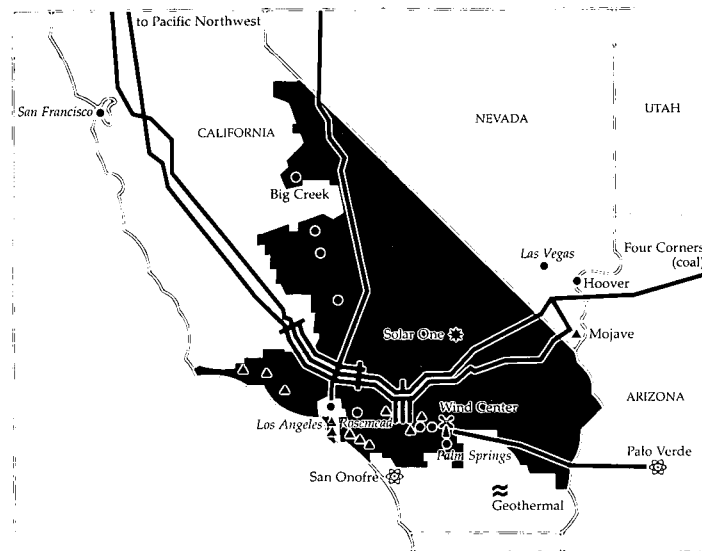 to Pacific Northwest
San Francisco
CALIFORNIA
NEVADA
UTAH
Big Creek
Las Vegas
Four Corners
(coal)
Hoover
Solar One
Mojave
Wind Center
ARIZONA
Los Angeles
Rosemead
Palm Springs
Palo Verde
San Onofre
Geothermal